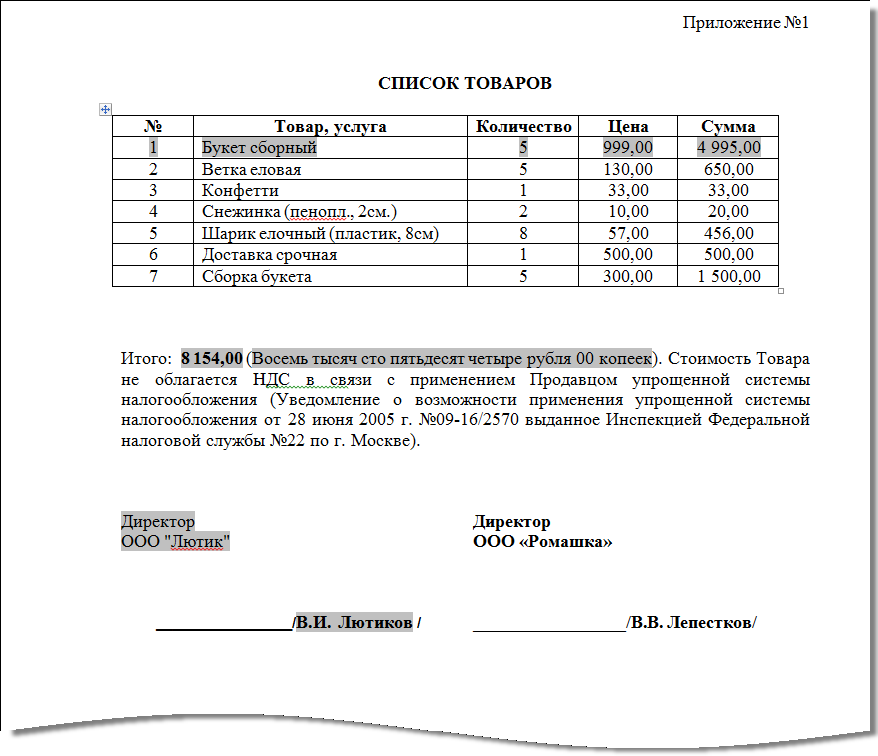 Приложение №1
СПИСОК ТОВАРОВ
№ Товар, услуга Количество Цена Сумма
1 Букет сборный 5 999,00 4 995,00
2 Ветка еловая 5 130,00 650,00
3 Конфетти 1 33,00 33,00
4 Снежинка (пенопл., 2см.) 2 10,00 20,00
5 Шарик елочный (пластик, 8см) 8 57,00 456,00
6 Доставка срочная 1 500,00 500,00
7 Сборка букета 5 300,00 1 500,00
Итого: 8 154,00 (Восемь тысяч сто пятьдесят четыре рубля 00 копеек). Стоимость Товара
не облагается НДС в связи с применением Продавцом упрощенной системы
налогообложения (Уведомление о возможности применения упрощенной системы
налогообложения от 28 июня 2005 г. №09-16/2570 выданное Инспекцией Федеральной
налоговой службы №22 по г. Москве).
Директор Директор
ООО "Лютик" ООО «Ромашка»
________________/В.И. Лютиков / __________________/В.В. Лепестков/